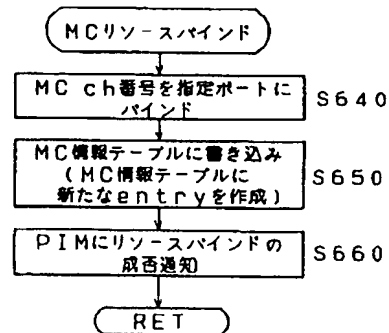 MCリソースバインド
MC ch番号を指定ポートに
バインド
S640
MC情報テーブルに書き込み
(MC情報テーブルに
新たなentryを作成)
S650
PIMにリソースバインドの
成否通知
S660
RET